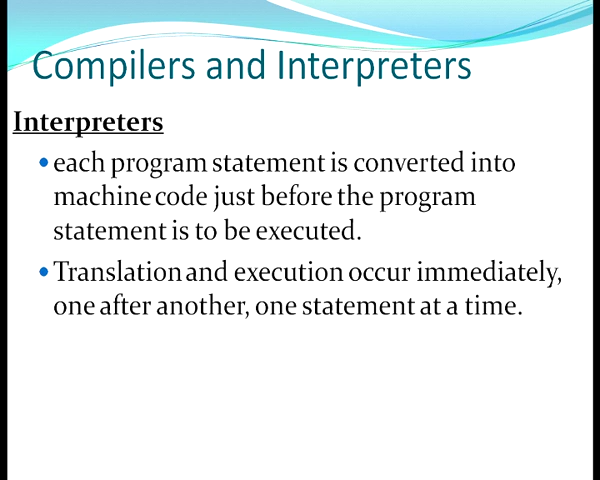 Compilers and Interpreters
Interpreters
• each program statement is converted into
machine code just before the program
statement is to be executed.
• Translation and execution occur immediately,
one after another, one statement at a time.